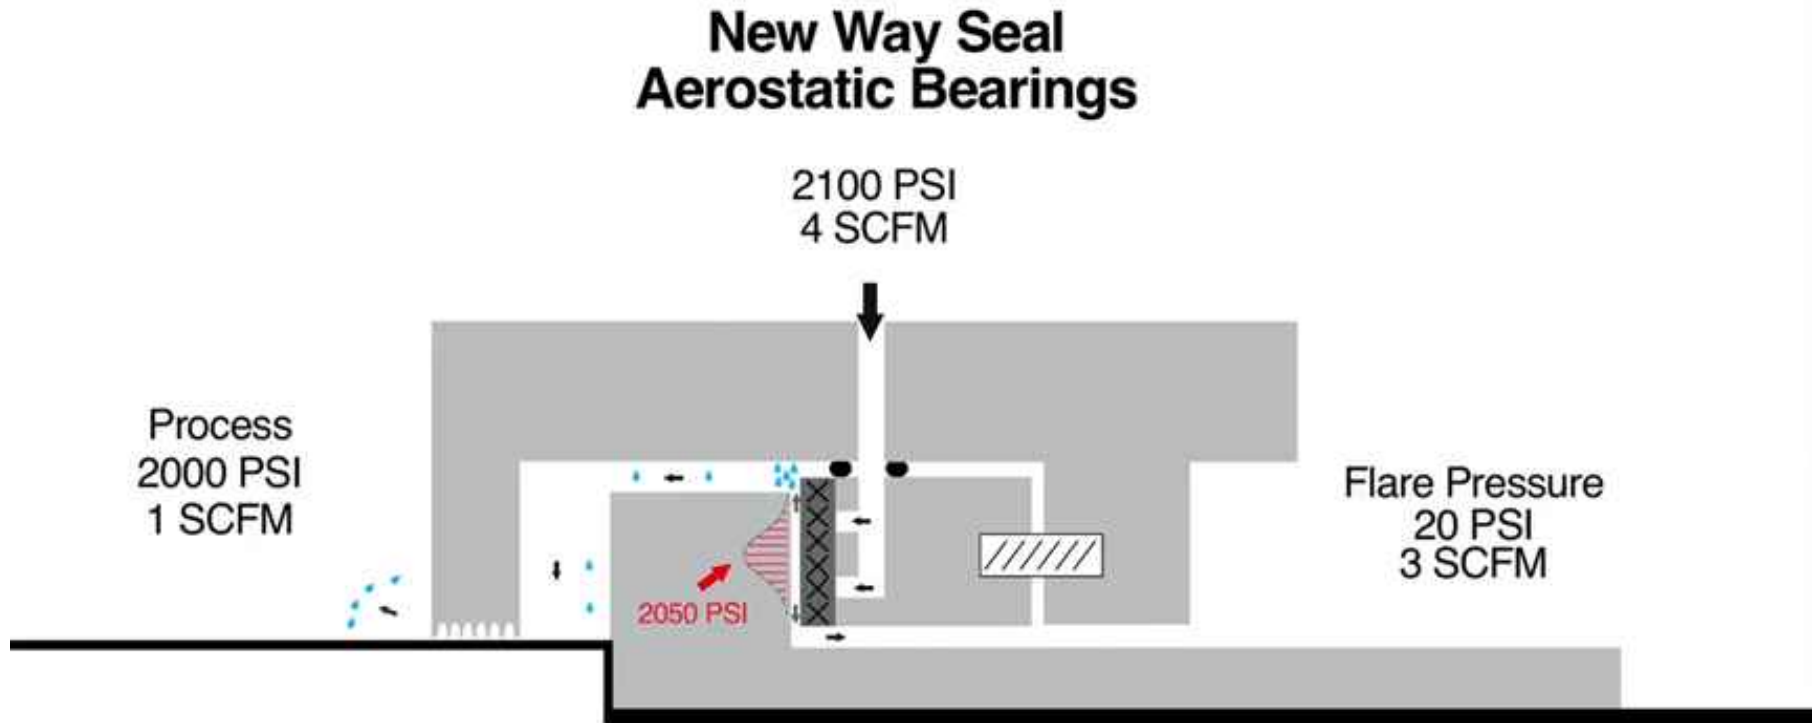 New Way Seal
Aerostatic Bearings
2100 PSI
4 SCFM
Process
2000 PSI
1 SCFM
Flare Pressure
20 PSI
3 SCFM
2050 PSI